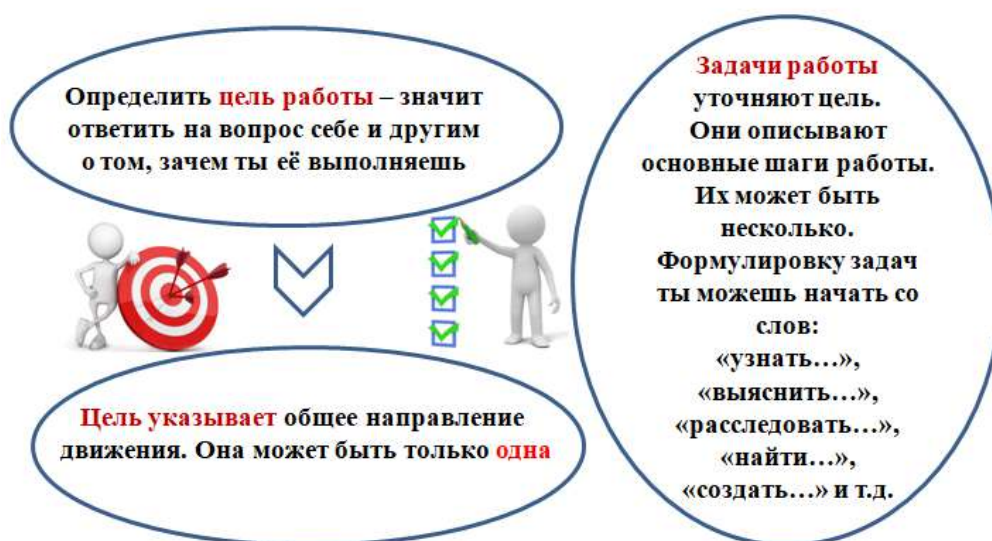 Определить цель работы – значит
ответить на вопрос себе и другим
о том, зачем ты её выполняешь
Цель указывает общее направление
движения. Она может быть только одна
Задачи работы
уточняют цель.
Они описывают
основные шаги работы.
Их может быть
несколько.
Формулировку задач
ты можешь начать со
слов:
«узнать…»,
«выяснить…»,
«расследовать…»,
«найти…»,
«создать…» и т.д.